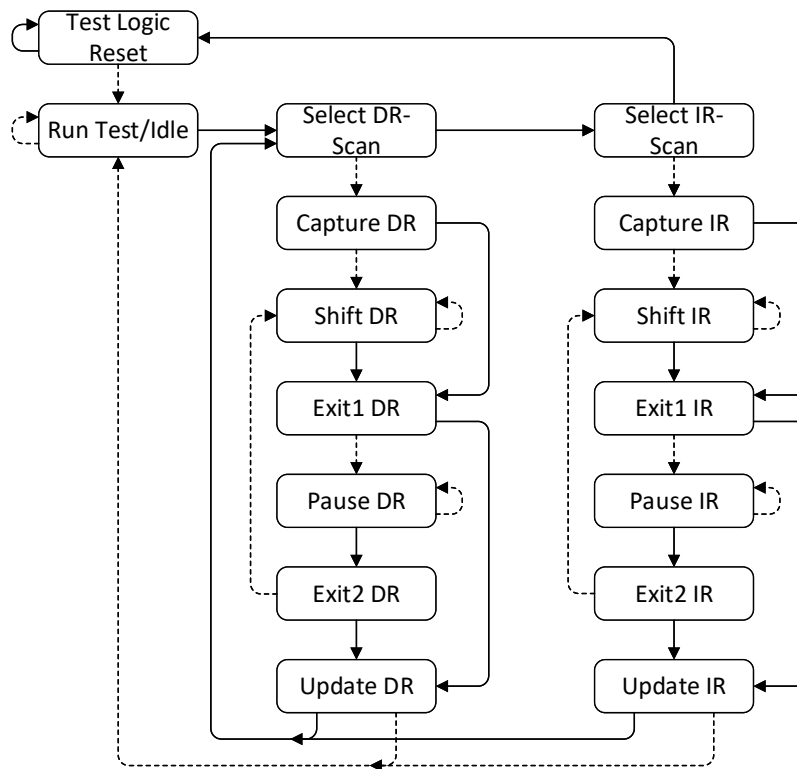 Test Logic
Reset
Run Test/Idle
Select DR-
Scan
Select IR-
Scan
Capture DR
Capture IR
Shift DR
Shift IR
Exit1 DR
Exit1 IR
Pause DR
Pause IR
Exit2 DR
Exit2 IR
Update DR
Update IR